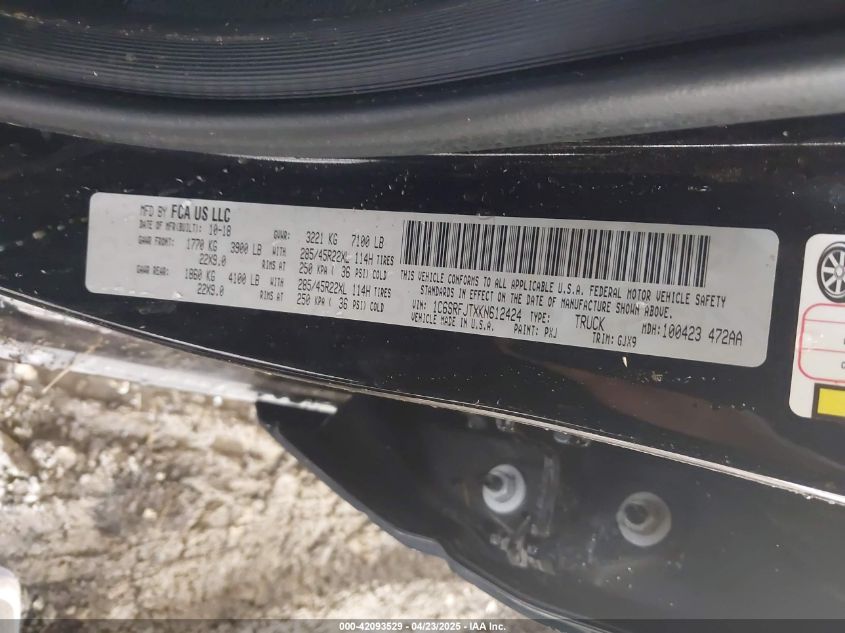 MFD BY FCA US LLC
DATE OF MFR(BUILT): 10-18 GVWR: 3221 KG 7100 LB
GAWR FRONT: 1770 KG 3900 LB WITH 285/45R22XL 114H TIRES
22X9.0 RIMS AT 250 KPA ( 36 PSI) COLD
GAWR REAR: 1860 KG 4100 LB WITH 285/45R22XL 114H TIRES
22X9.0 RIMS AT 250 KPA ( 36 PSI) COLD
THIS VEHICLE CONFORMS TO ALL APPLICABLE U.S.A. FEDERAL MOTOR VEHICLE SAFETY
STANDARDS IN EFFECT ON THE DATE OF MANUFACTURE SHOWN ABOVE.
VIN: 1C6SRFJTXKN612424 TYPE: TRUCK MDH: 100423 472AA
VEHICLE MADE IN U.S.A. PAINT: PXJ TRIM: GJX9
000-42093529 - 04/23/2025 -